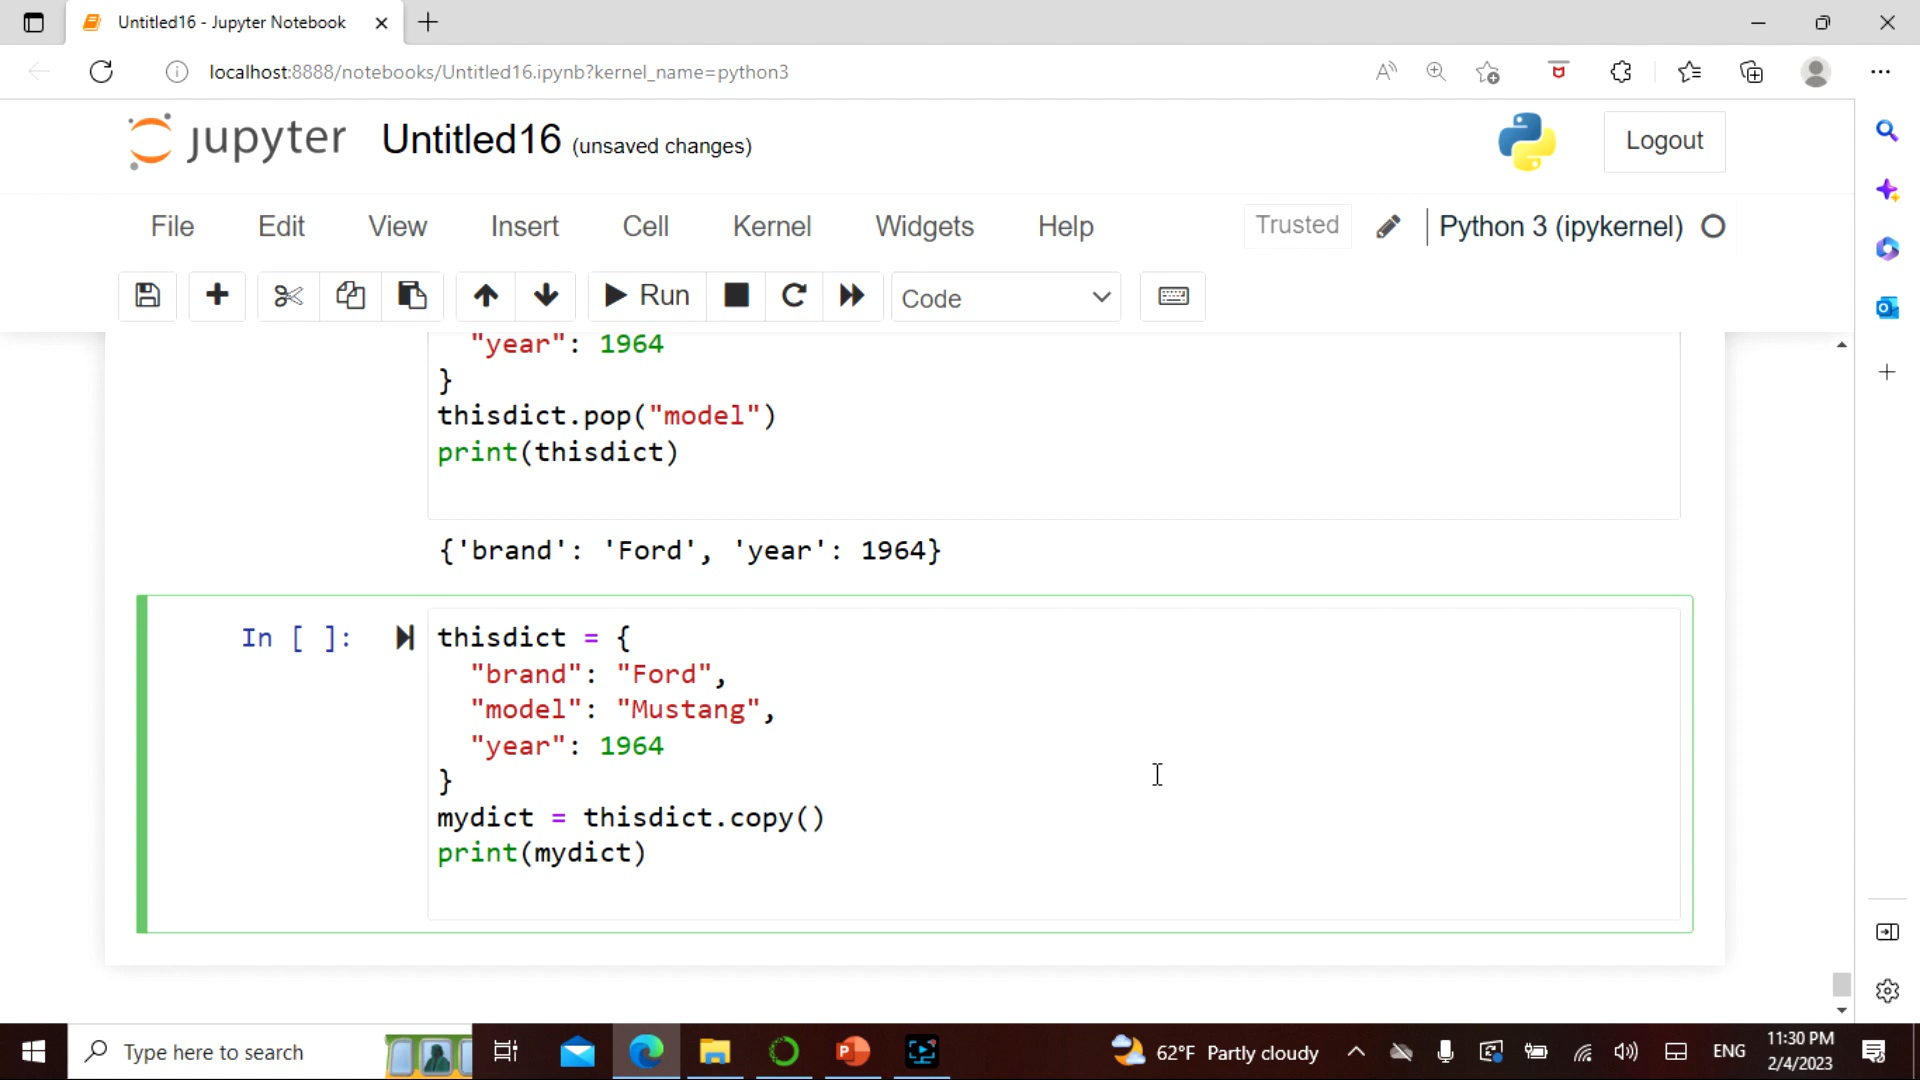 Untitled16 - Jupyter Notebook
localhost:8888/notebooks/Untitled16.ipynb?kernel_name=python3
jupyter Untitled16 (unsaved changes)
Logout
File Edit View Insert Cell Kernel Widgets Help
Trusted Python 3 (ipykernel)
Run Code
"year": 1964
}
thisdict.pop("model")
print(thisdict)
{'brand': 'Ford', 'year': 1964}
In [ ]: thisdict = {
"brand": "Ford",
"model": "Mustang",
"year": 1964
}
mydict = thisdict.copy()
print(mydict)
Type here to search
62°F Partly cloudy
ENG
11:30 PM
2/4/2023